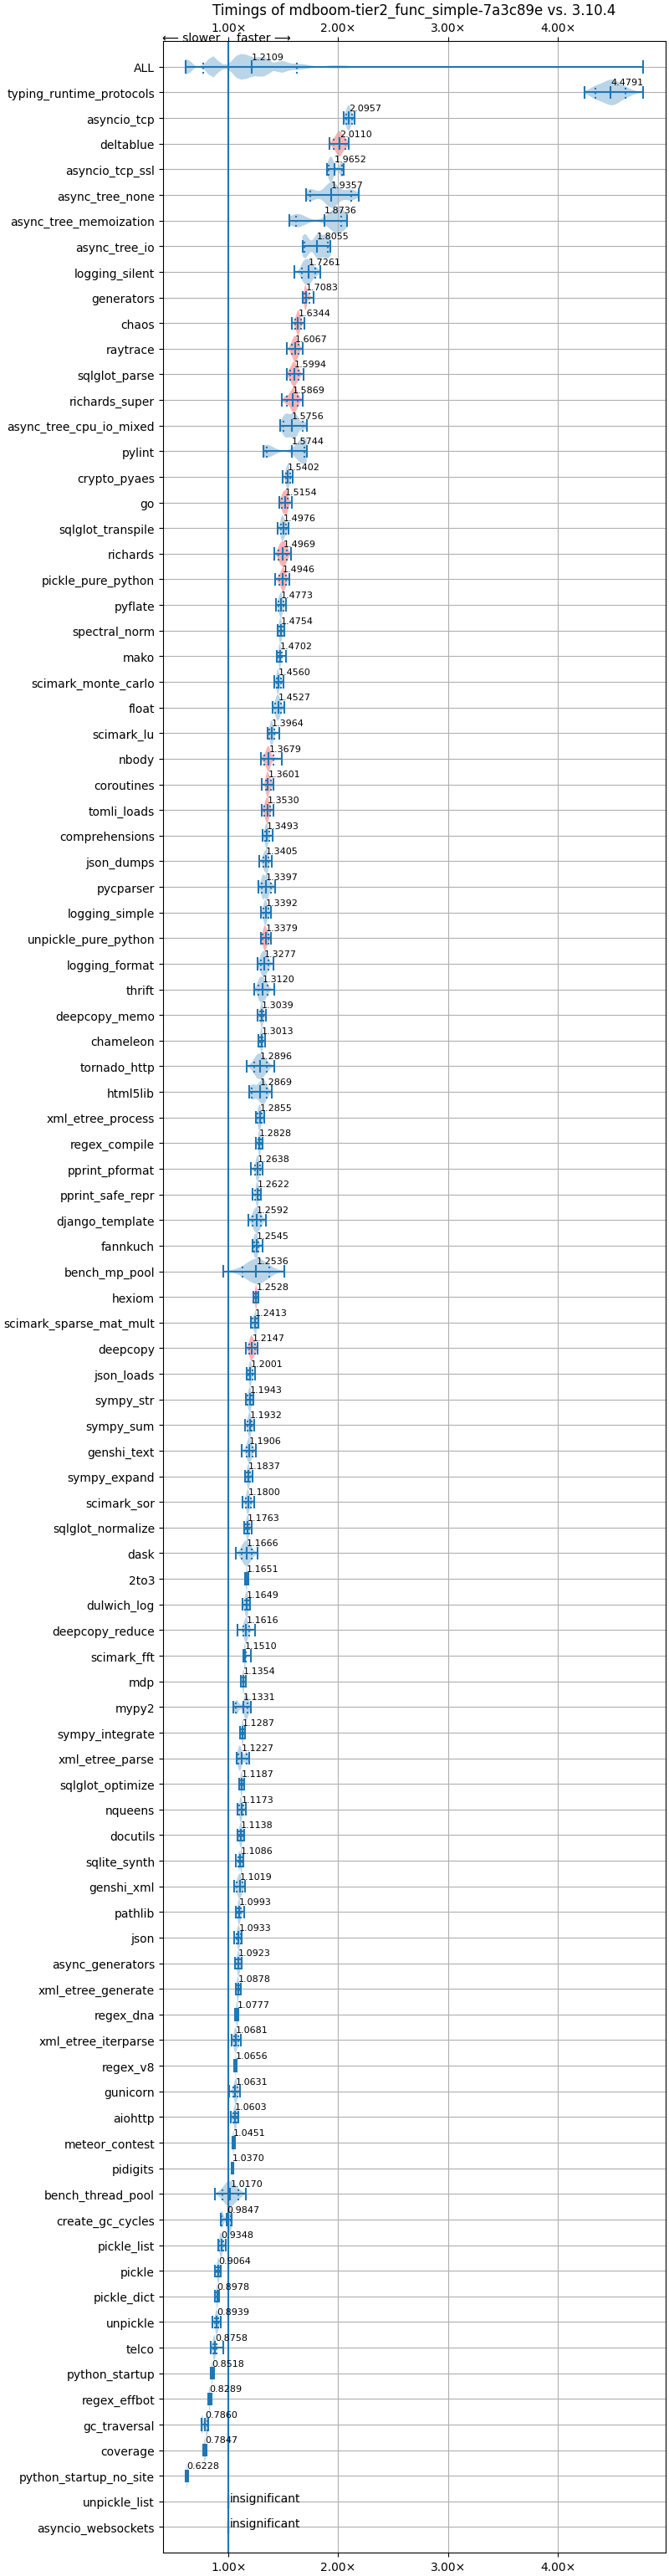 Timings of mdboom-tier2_func_simple-7a3c89e vs. 3.10.4
1.00× 2.00× 3.00× 4.00×
⟵ slower faster ⟶
ALL 1.2109
typing_runtime_protocols 4.4791
asyncio_tcp 2.0957
deltablue 2.0110
asyncio_tcp_ssl 1.9652
async_tree_none 1.9357
async_tree_memoization 1.8736
async_tree_io 1.8055
logging_silent 1.7261
generators 1.7083
chaos 1.6344
raytrace 1.6067
sqlglot_parse 1.5994
richards_super 1.5869
async_tree_cpu_io_mixed 1.5756
pylint 1.5744
crypto_pyaes 1.5402
go 1.5154
sqlglot_transpile 1.4976
richards 1.4969
pickle_pure_python 1.4946
pyflate 1.4773
spectral_norm 1.4754
mako 1.4702
scimark_monte_carlo 1.4560
float 1.4527
scimark_lu 1.3964
nbody 1.3679
coroutines 1.3601
tomli_loads 1.3530
comprehensions 1.3493
json_dumps 1.3405
pycparser 1.3397
logging_simple 1.3392
unpickle_pure_python 1.3379
logging_format 1.3277
thrift 1.3120
deepcopy_memo 1.3039
chameleon 1.3013
tornado_http 1.2896
html5lib 1.2869
xml_etree_process 1.2855
regex_compile 1.2828
pprint_pformat 1.2638
pprint_safe_repr 1.2622
django_template 1.2592
fannkuch 1.2545
bench_mp_pool 1.2536
hexiom 1.2528
scimark_sparse_mat_mult 1.2413
deepcopy 1.2147
json_loads 1.2001
sympy_str 1.1943
sympy_sum 1.1932
genshi_text 1.1906
sympy_expand 1.1837
scimark_sor 1.1800
sqlglot_normalize 1.1763
dask 1.1666
2to3 1.1651
dulwich_log 1.1649
deepcopy_reduce 1.1616
scimark_fft 1.1510
mdp 1.1354
mypy2 1.1331
sympy_integrate 1.1287
xml_etree_parse 1.1227
sqlglot_optimize 1.1187
nqueens 1.1173
docutils 1.1138
sqlite_synth 1.1086
genshi_xml 1.1019
pathlib 1.0993
json 1.0933
async_generators 1.0923
xml_etree_generate 1.0878
regex_dna 1.0777
xml_etree_iterparse 1.0681
regex_v8 1.0656
gunicorn 1.0631
aiohttp 1.0603
meteor_contest 1.0451
pidigits 1.0370
bench_thread_pool 1.0170
create_gc_cycles 0.9847
pickle_list 0.9348
pickle 0.9064
pickle_dict 0.8978
unpickle 0.8939
telco 0.8758
python_startup 0.8518
regex_effbot 0.8289
gc_traversal 0.7860
coverage 0.7847
python_startup_no_site 0.6228
unpickle_list insignificant
asyncio_websockets insignificant
1.00× 2.00× 3.00× 4.00×